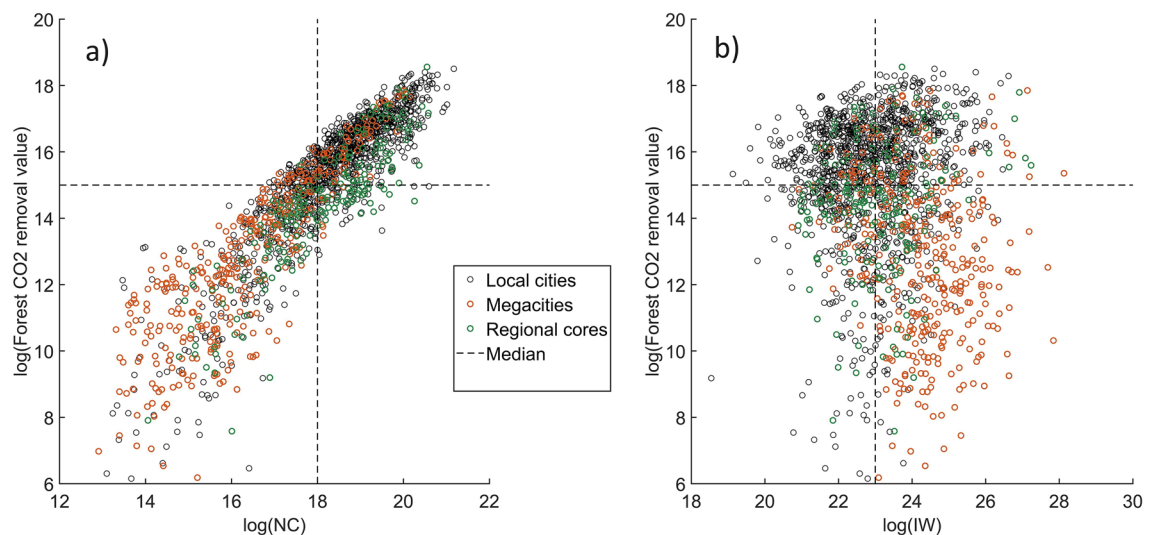 a)
20
18
16
14
12
10
8
6
log(Forest CO2 removal value)
12
14
16
18
20
22
log(NC)
Local cities
Megacities
Regional cores
Median
b)
20
18
16
14
12
10
8
6
log(Forest CO2 removal value)
18
20
22
24
26
28
30
log(IW)